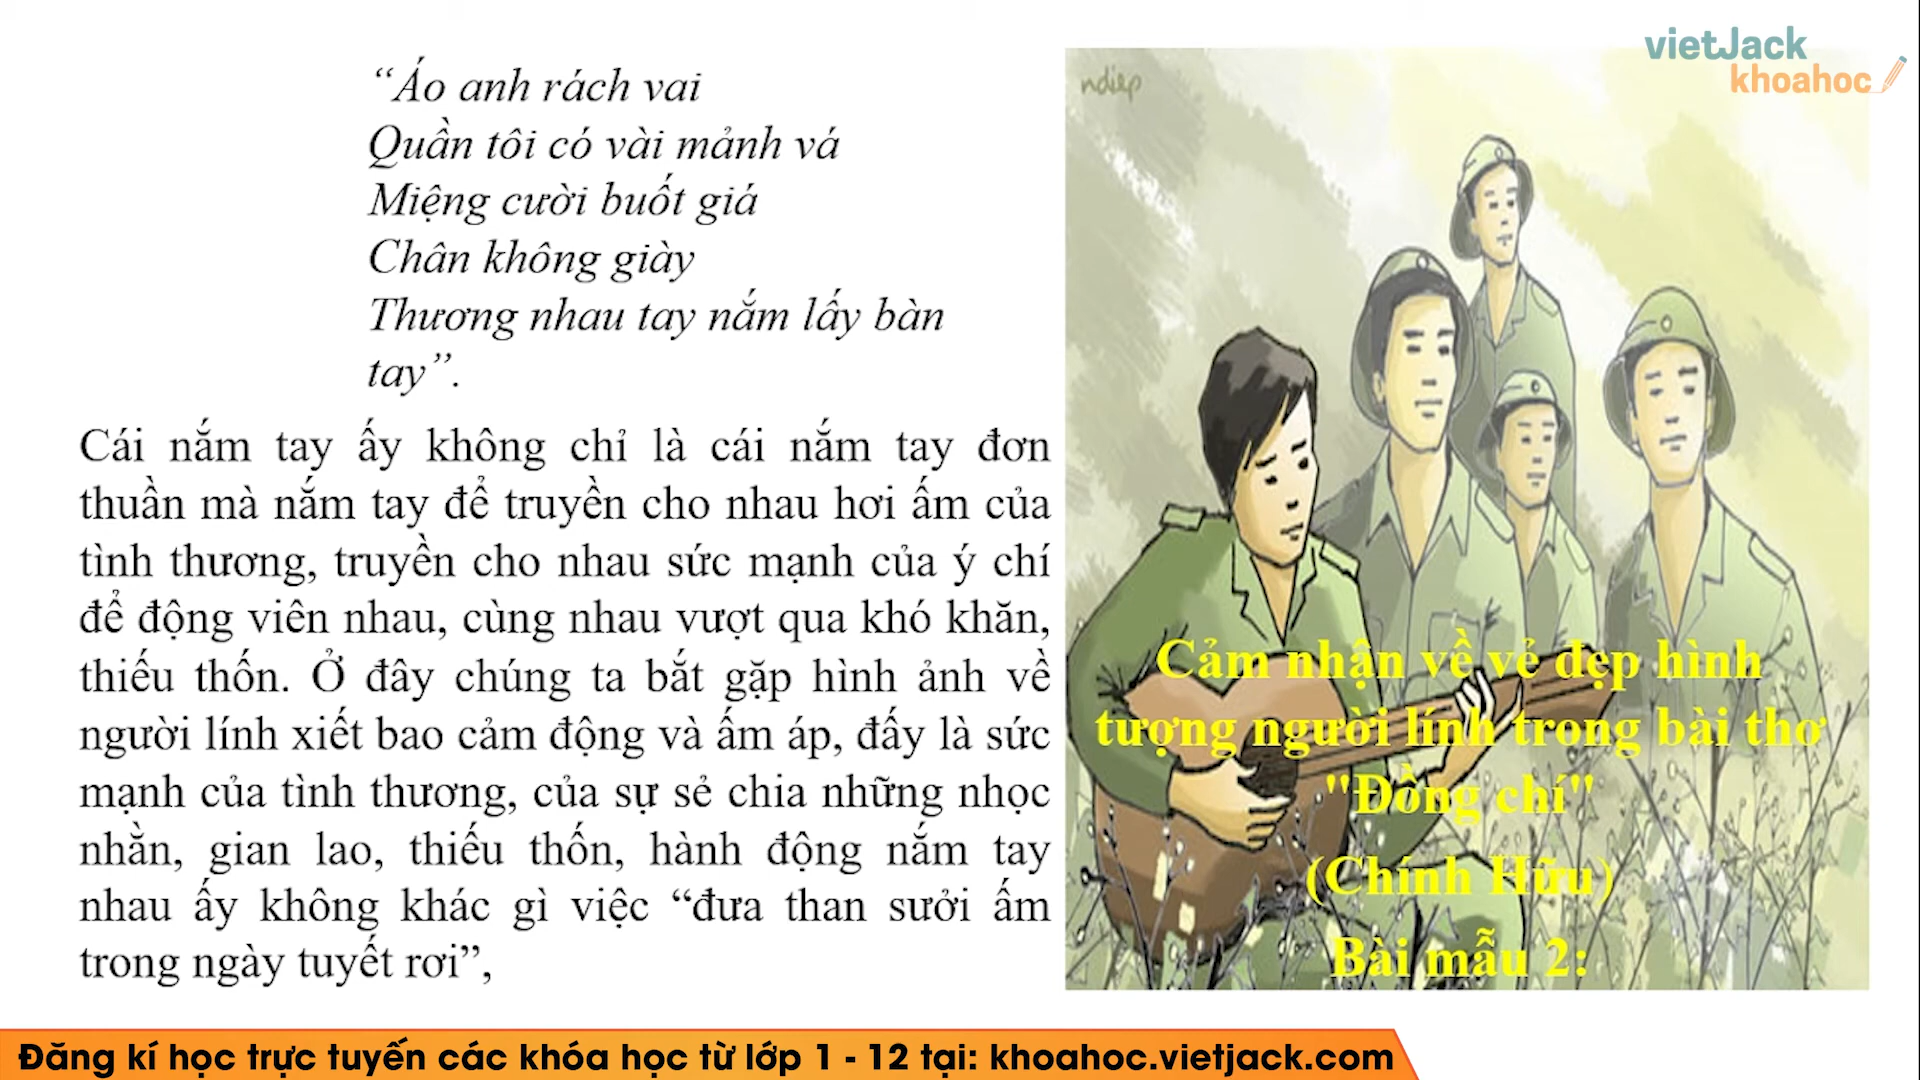 “Áo anh rách vai
Quần tôi có vài mảnh vá
Miệng cười buốt giá
Chân không giày
Thương nhau tay nắm lấy bàn
tay”.
Cái nắm tay ấy không chỉ là cái nắm tay đơn
thuần mà nắm tay để truyền cho nhau hơi ấm của
tình thương, truyền cho nhau sức mạnh của ý chí
để động viên nhau, cùng nhau vượt qua khó khăn,
thiếu thốn. Ở đây chúng ta bắt gặp hình ảnh về
người lính xiết bao cảm động và ấm áp, đấy là sức
mạnh của tình thương, của sự sẻ chia những nhọc
nhằn, gian lao, thiếu thốn, hành động nắm tay
nhau ấy không khác gì việc “đưa than sưởi ấm
trong ngày tuyết rơi”,
vietJack
khoahoc
ndiep
Cảm nhận về vẻ đẹp hình
tượng người lính trong bài thơ
"Đồng chí"
(Chính Hữu)
Bài mẫu 2:
Đăng kí học trực tuyến các khóa học từ lớp 1 - 12 tại: khoahoc.vietjack.com